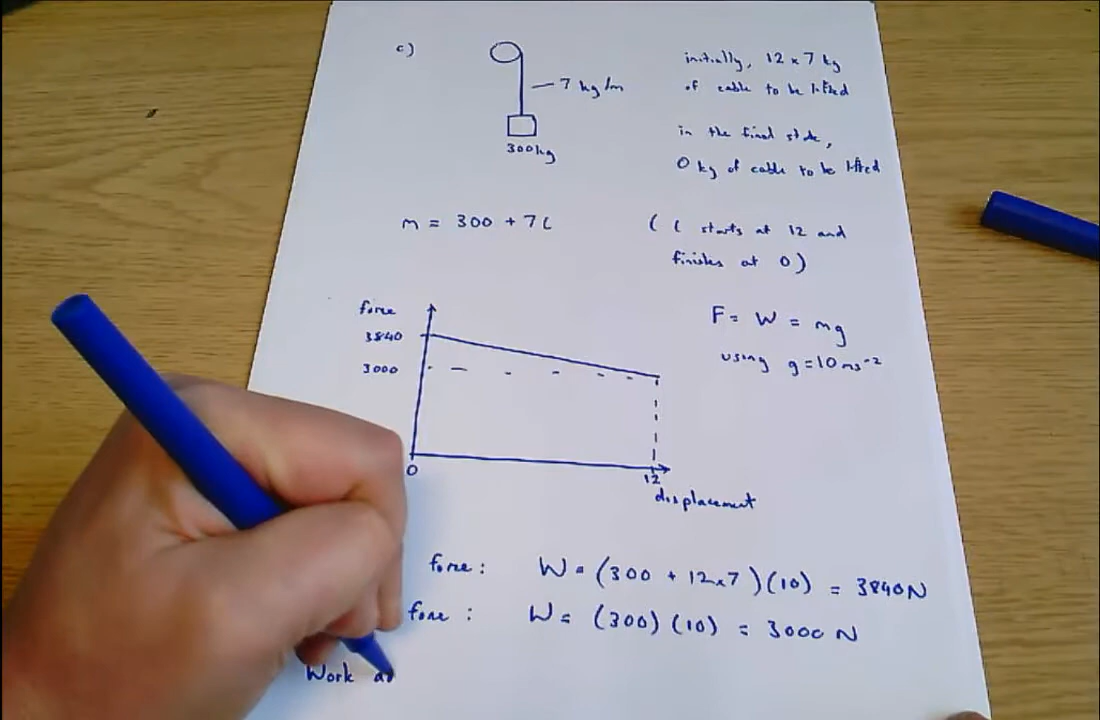 c)
7 kg/m
300kg
initially, 12 x 7 kg
of cable to be lifted
in the final state,
0 kg of cable to be lifted
m = 300 + 7l
( l starts at 12 and
finishes at 0)
force
3840
3000
0
12
displacement
F = W = mg
using g=10 ms⁻²
force : W = (300 + 12x7)(10) = 3840N
force : W = (300)(10) = 3000 N
Work